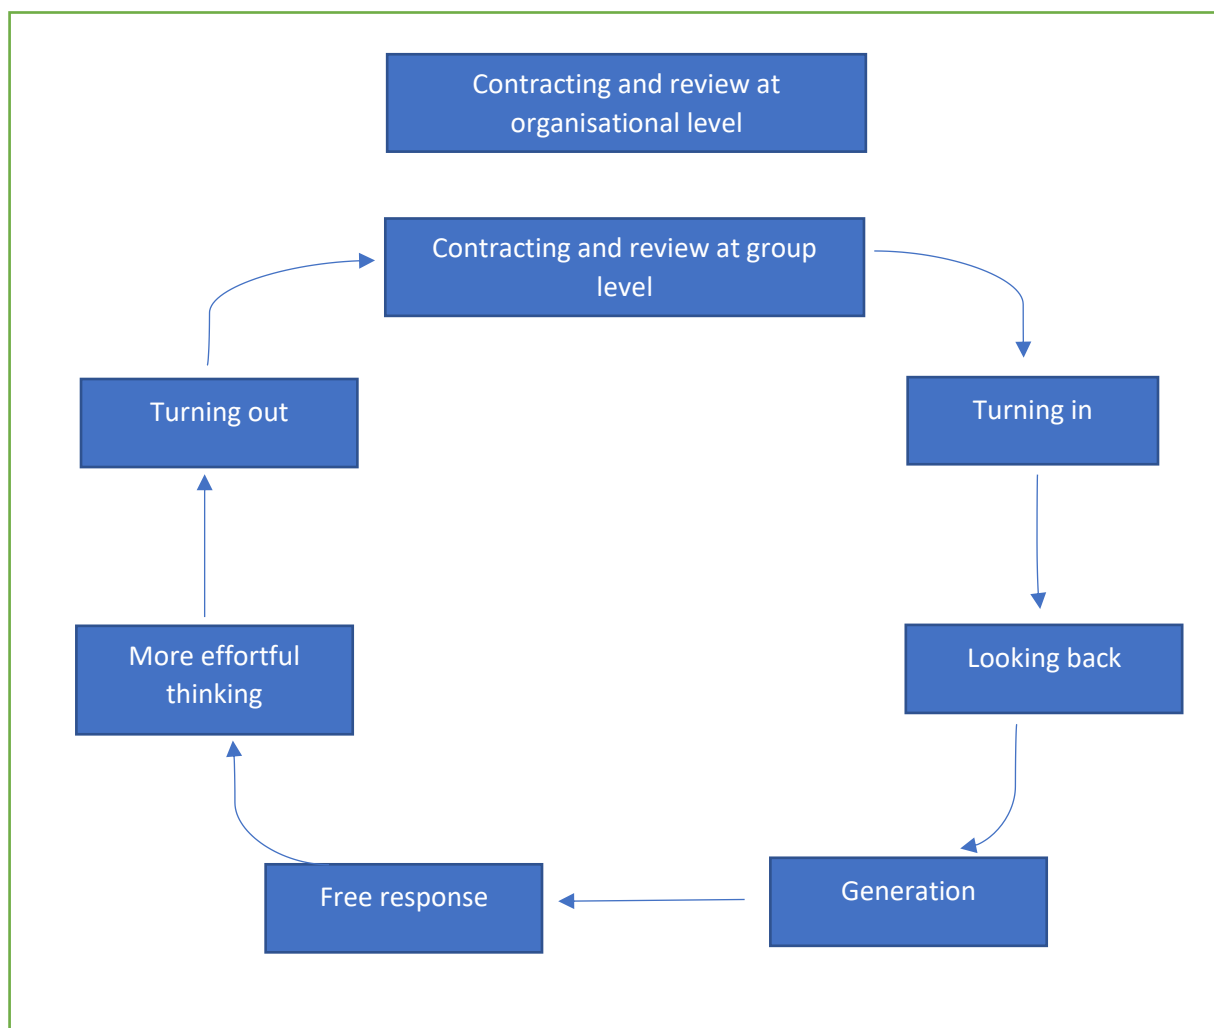 Contracting and review at
organisational level
Contracting and review at group
level
Turning out
Turning in
More effortful
thinking
Looking back
Free response
Generation